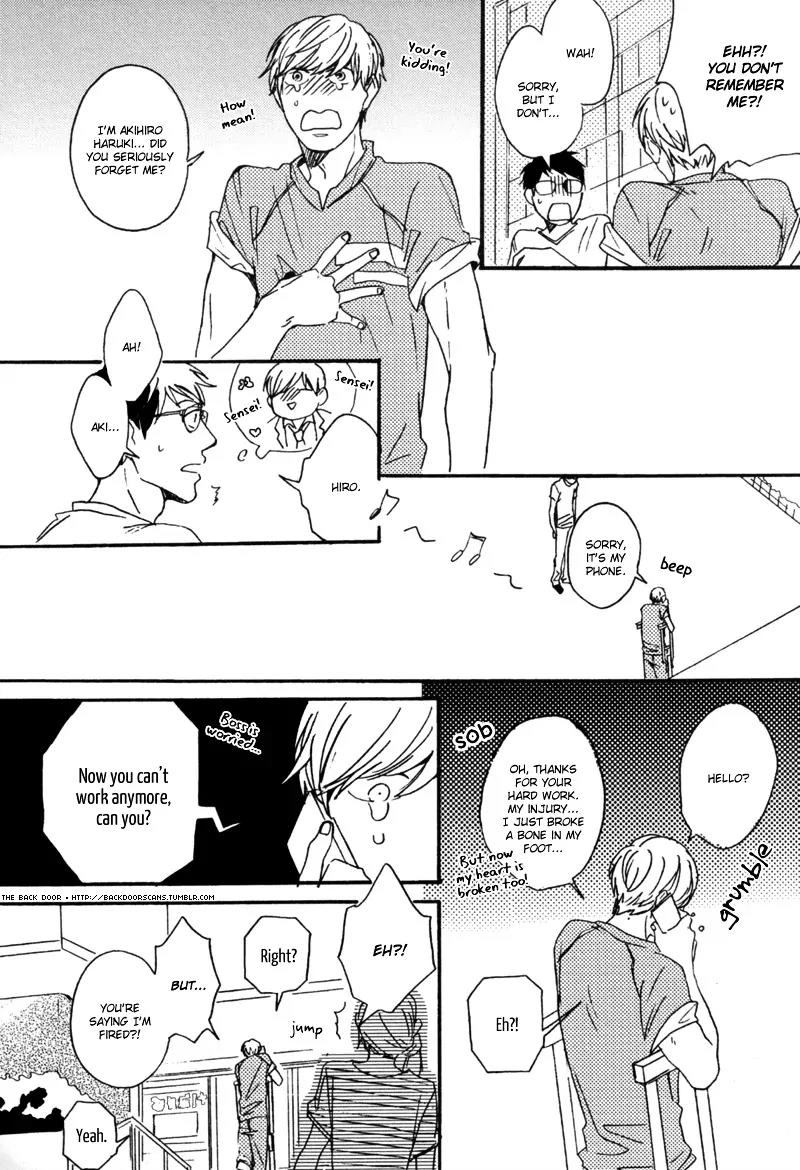 EHH?!
YOU DON'T
REMEMBER
ME?!
WAH!
SORRY,
BUT I
DON'T...
You're
kidding!
How
mean!
I'M AKIHIRO
HARUKI... DID
YOU SERIOUSLY
FORGET ME?
Sensei!
Sensei!
AH!
AKI...
HIRO.
SORRY,
IT'S MY
PHONE.
beep
HELLO?
sob
OH, THANKS
FOR YOUR
HARD WORK.
MY INJURY...
I JUST BROKE
A BONE IN MY
FOOT...
But now
my heart is
broken too!
grumble
Eh?!
Boss is
worried...
Now you can't
work anymore,
can you?
THE BACK DOOR • HTTP://BACKDOORSCANS.TUMBLR.COM
EH?!
Right?
BUT...
YOU'RE
SAYING I'M
FIRED?!
jump
Yeah.